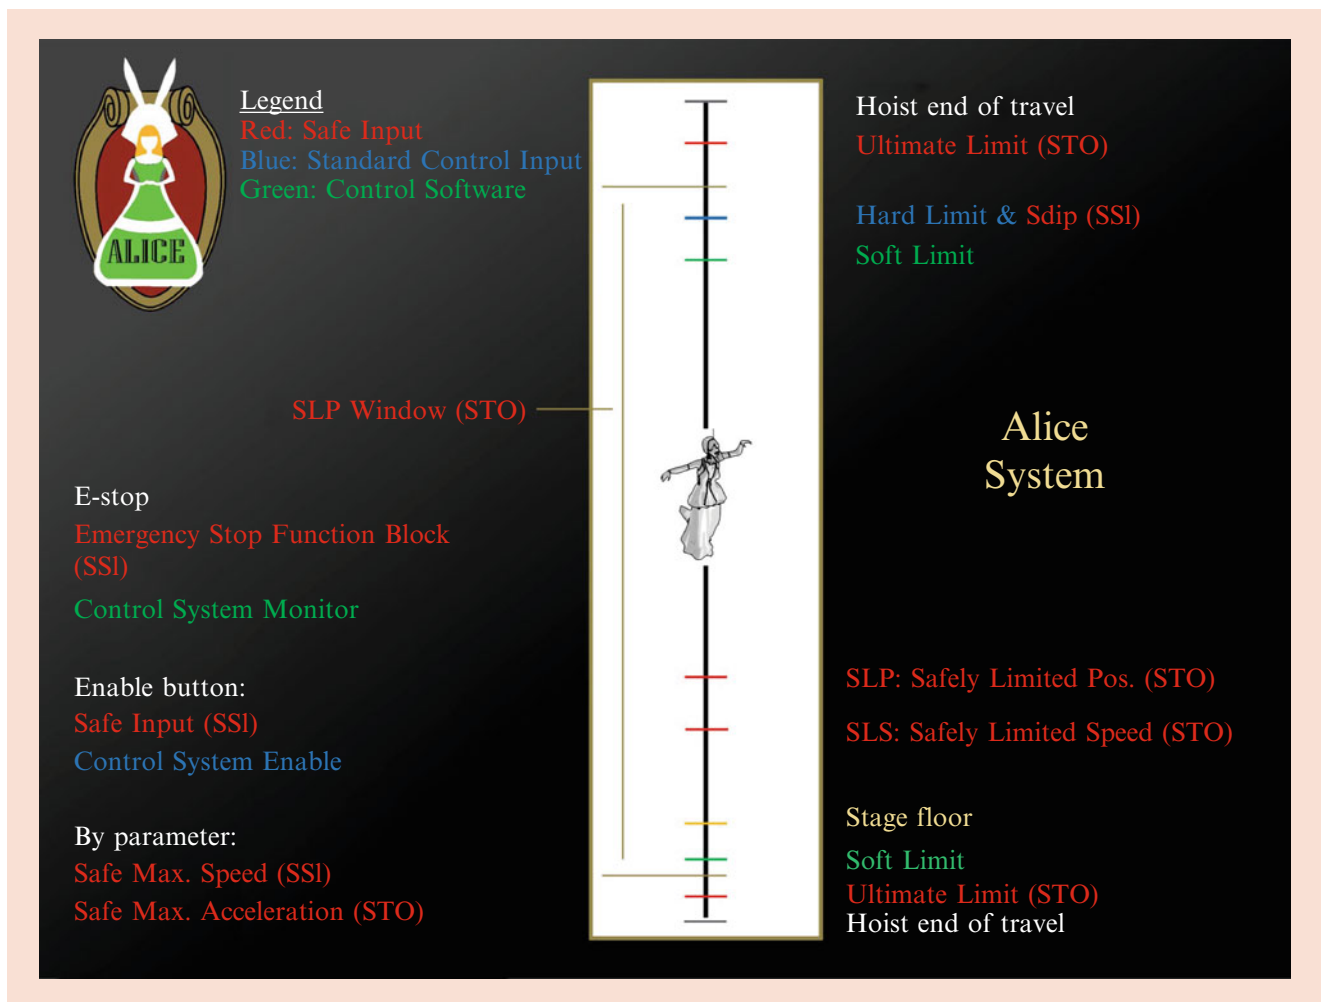 ALICE
Legend
Red: Safe Input
Blue: Standard Control Input
Green: Control Software
Hoist end of travel
Ultimate Limit (STO)
Hard Limit & Sdip (SSl)
Soft Limit
SLP Window (STO)
Alice
System
E-stop
Emergency Stop Function Block
(SSl)
Control System Monitor
Enable button:
Safe Input (SSl)
Control System Enable
By parameter:
Safe Max. Speed (SSl)
Safe Max. Acceleration (STO)
SLP: Safely Limited Pos. (STO)
SLS: Safely Limited Speed (STO)
Stage floor
Soft Limit
Ultimate Limit (STO)
Hoist end of travel